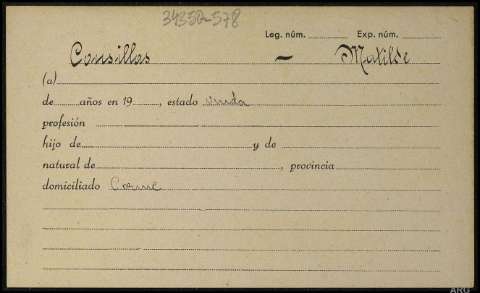 34350-578
Leg. núm. Exp. núm.
Consillas — Matilde
(a)
de años en 19 , estado viuda
profesión
hijo de y de
natural de , provincia
domiciliado
ARG